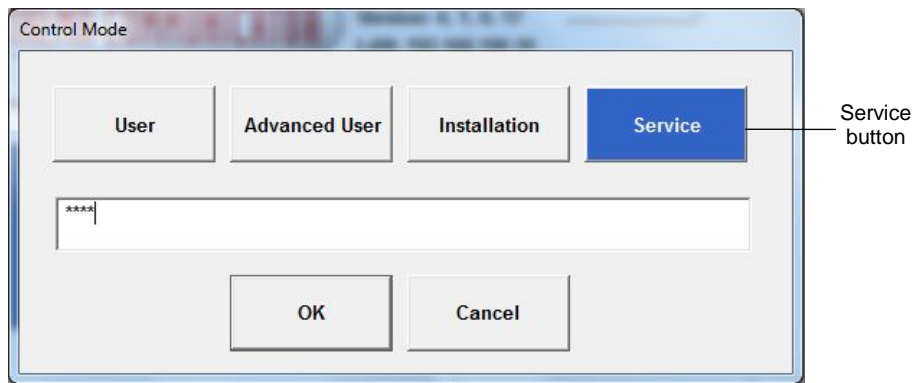 Control Mode
User
Advanced User
Installation
Service
Service
button
****
OK
Cancel